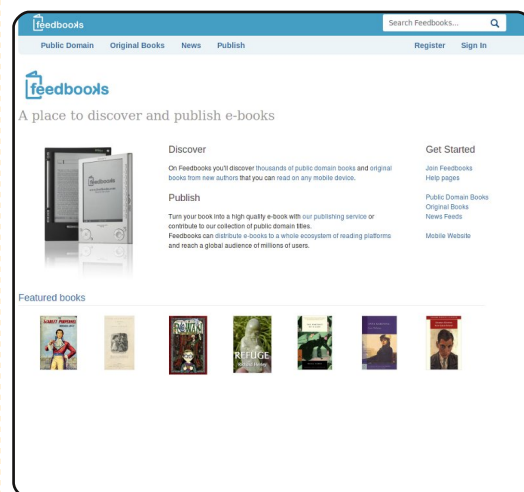 feedbooks
Search Feedbooks...
Public Domain Original Books News Publish Register Sign In
feedbooks
A place to discover and publish e-books
Discover
On Feedbooks you'll discover thousands of public domain books and original
books from new authors that you can read on any mobile device.
Publish
Turn your book into a high quality e-book with our publishing service or
contribute to our collection of public domain titles.
Feedbooks can distribute e-books to a whole ecosystem of reading platforms
and reach a global audience of millions of users.
Get Started
Join Feedbooks
Help pages
Public Domain Books
Original Books
News Feeds
Mobile Website
feedbooks
Featured books
REFUGE